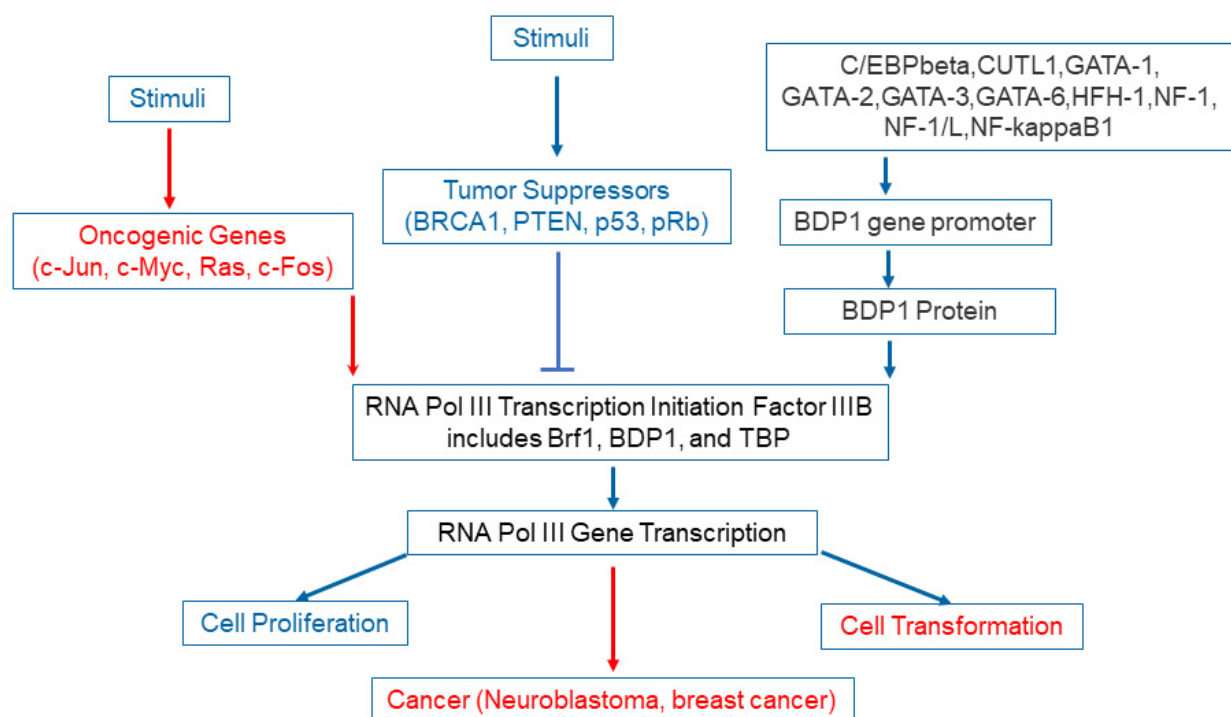 Stimuli
Stimuli
C/EBPbeta,CUTL1,GATA-1,
GATA-2,GATA-3,GATA-6,HFH-1,NF-1,
NF-1/L,NF-kappaB1
Oncogenic Genes
(c-Jun, c-Myc, Ras, c-Fos)
Tumor Suppressors
(BRCA1, PTEN, p53, pRb)
BDP1 gene promoter
BDP1 Protein
RNA Pol III Transcription Initiation Factor IIIB
includes Brf1, BDP1, and TBP
RNA Pol III Gene Transcription
Cell Proliferation
Cell Transformation
Cancer (Neuroblastoma, breast cancer)